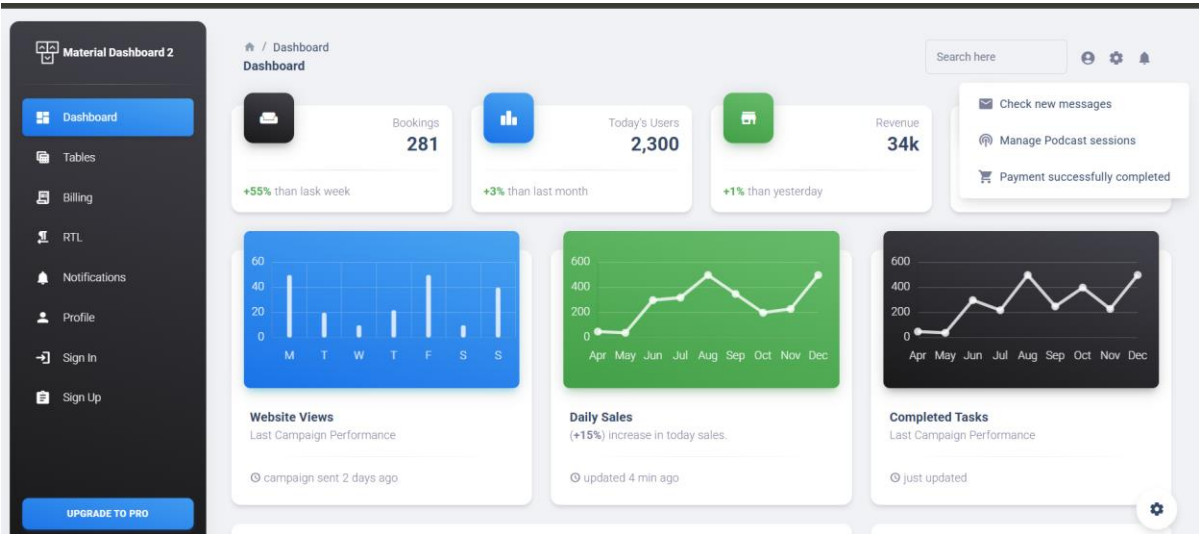 Material Dashboard 2
Dashboard
Tables
Billing
RTL
Notifications
Profile
Sign In
Sign Up
UPGRADE TO PRO
/ Dashboard
Dashboard
Search here
Check new messages
Manage Podcast sessions
Payment successfully completed
Bookings
281
+55% than lask week
Today's Users
2,300
+3% than last month
Revenue
34k
+1% than yesterday
60
40
20
0
M T W T F S S
Website Views
Last Campaign Performance
campaign sent 2 days ago
600
400
200
0
Apr May Jun Jul Aug Sep Oct Nov Dec
Daily Sales
(+15%) increase in today sales.
updated 4 min ago
600
400
200
0
Apr May Jun Jul Aug Sep Oct Nov Dec
Completed Tasks
Last Campaign Performance
just updated